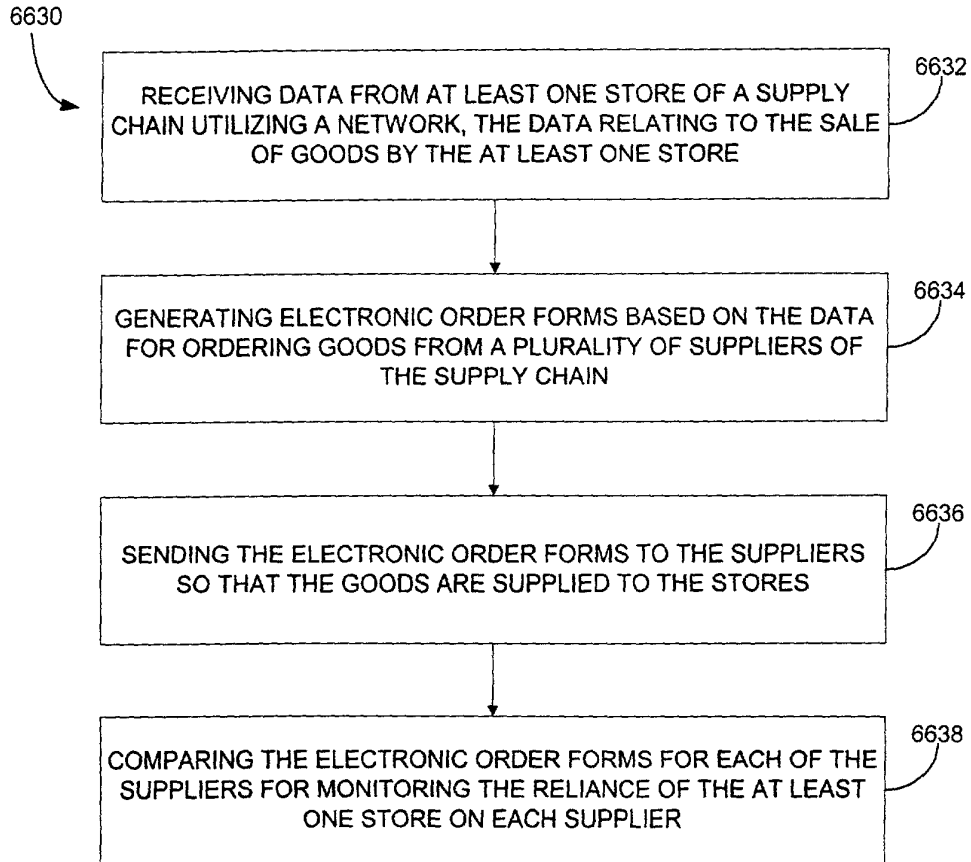 6630
6632
RECEIVING DATA FROM AT LEAST ONE STORE OF A SUPPLY
CHAIN UTILIZING A NETWORK, THE DATA RELATING TO THE SALE
OF GOODS BY THE AT LEAST ONE STORE
6634
GENERATING ELECTRONIC ORDER FORMS BASED ON THE DATA
FOR ORDERING GOODS FROM A PLURALITY OF SUPPLIERS OF
THE SUPPLY CHAIN
6636
SENDING THE ELECTRONIC ORDER FORMS TO THE SUPPLIERS
SO THAT THE GOODS ARE SUPPLIED TO THE STORES
6638
COMPARING THE ELECTRONIC ORDER FORMS FOR EACH OF THE
SUPPLIERS FOR MONITORING THE RELIANCE OF THE AT LEAST
ONE STORE ON EACH SUPPLIER